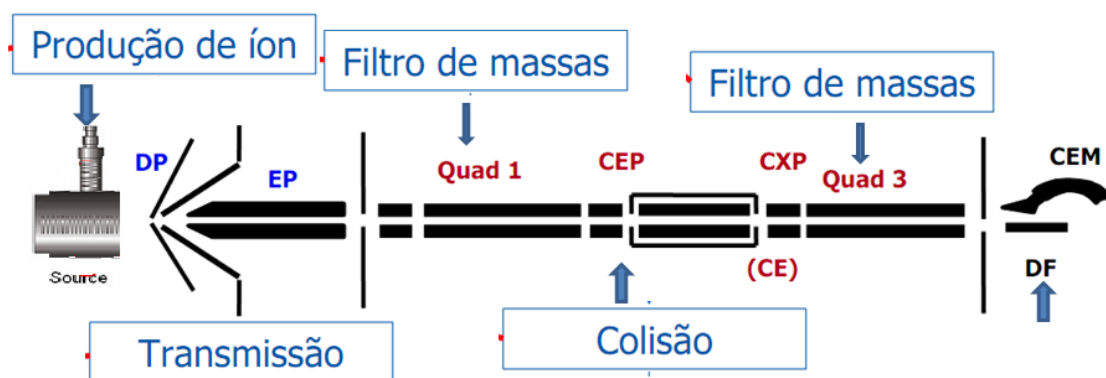 Produção de íon
Filtro de massas
Filtro de massas
DP
EP
Quad 1
CEP
CXP
Quad 3
CEM
Source
(CE)
DF
Transmissão
Colisão